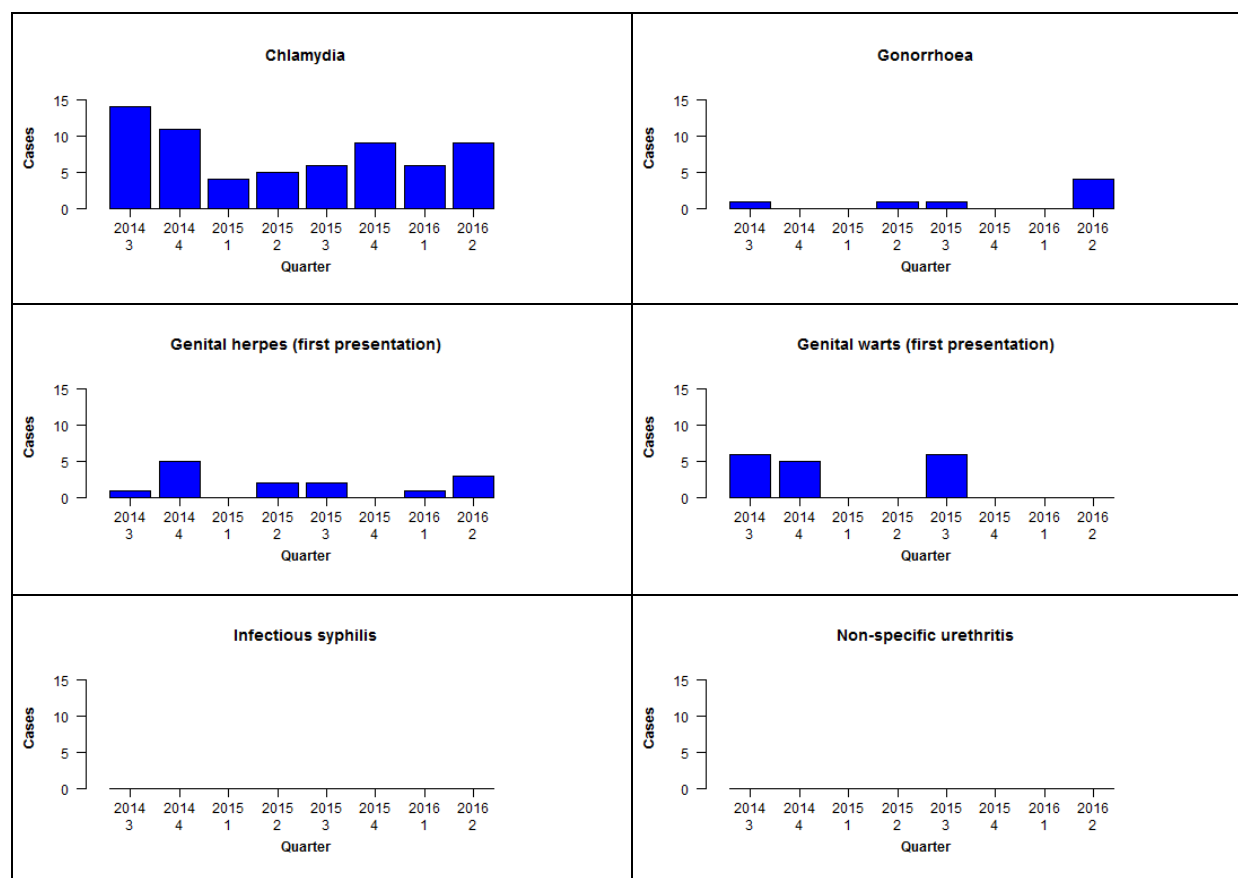 Chlamydia
15
10
5
0
Cases
2014 2014 2015 2015 2015 2015 2016 2016
3 4 1 2 3 4 1 2
Quarter
Gonorrhoea
15
10
5
0
Cases
2014 2014 2015 2015 2015 2015 2016 2016
3 4 1 2 3 4 1 2
Quarter
Genital herpes (first presentation)
15
10
5
0
Cases
2014 2014 2015 2015 2015 2015 2016 2016
3 4 1 2 3 4 1 2
Quarter
Genital warts (first presentation)
15
10
5
0
Cases
2014 2014 2015 2015 2015 2015 2016 2016
3 4 1 2 3 4 1 2
Quarter
Infectious syphilis
15
10
5
0
Cases
2014 2014 2015 2015 2015 2015 2016 2016
3 4 1 2 3 4 1 2
Quarter
Non-specific urethritis
15
10
5
0
Cases
2014 2014 2015 2015 2015 2015 2016 2016
3 4 1 2 3 4 1 2
Quarter